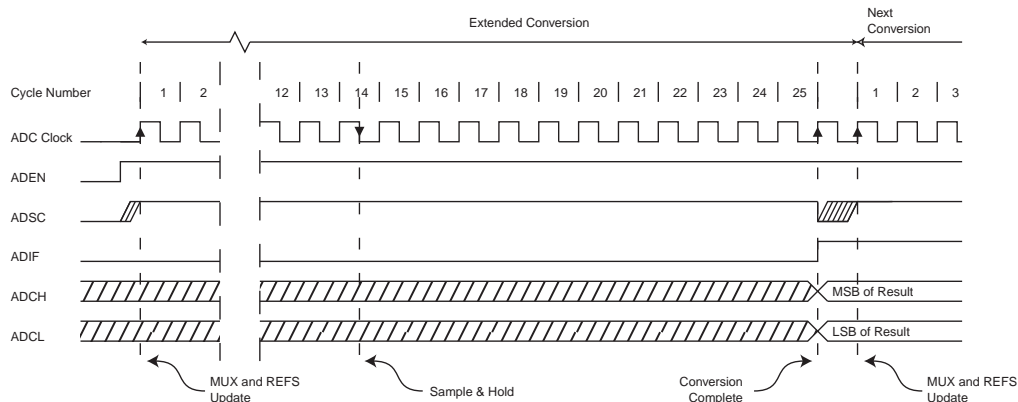 Extended Conversion
Next
Conversion
Cycle Number 1 2 12 13 14 15 16 17 18 19 20 21 22 23 24 25 1 2 3
ADC Clock
ADEN
ADSC
ADIF
ADCH
MSB of Result
ADCL
LSB of Result
MUX and REFS
Update
Sample & Hold
Conversion
Complete
MUX and REFS
Update